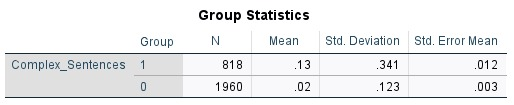 Group Statistics
Group N Mean Std. Deviation Std. Error Mean
Complex_Sentences 1 818 .13 .341 .012
0 1960 .02 .123 .003